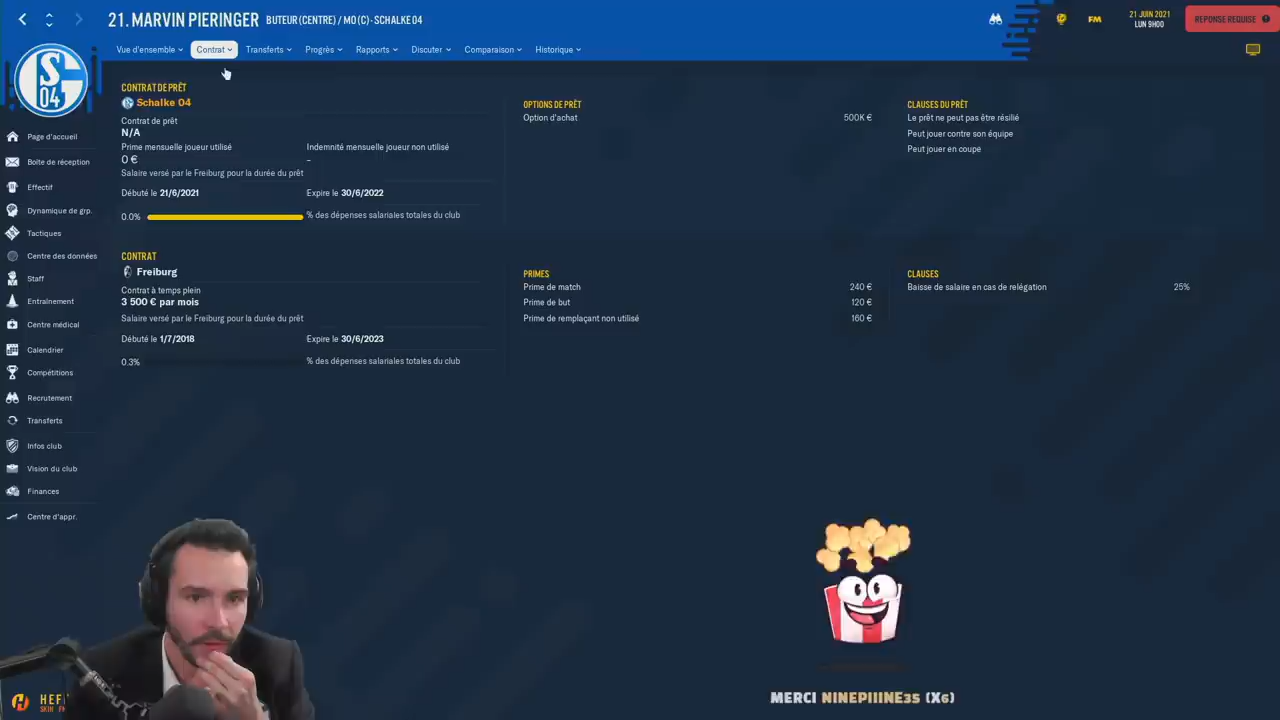 21. MARVIN PIERINGER BUTEUR (CENTRE) / MO (C) - SCHALKE 04
FM
21 JUIN 2021
LUN 9H00
RÉPONSE REQUISE
Vue d'ensemble
Contrat
Transferts
Progrès
Rapports
Discuter
Comparaison
Historique
S 04
Page d'accueil
Boîte de réception
Effectif
Dynamique de grp.
Tactiques
Centre des données
Staff
Entraînement
Centre médical
Calendrier
Compétitions
Recrutement
Transferts
Infos club
Vision du club
Finances
Centre d'appr.
CONTRAT DE PRÊT
Schalke 04
Contrat de prêt
N/A
Prime mensuelle joueur utilisé
Indemnité mensuelle joueur non utilisé
0 €
-
Salaire versé par le Freiburg pour la durée du prêt
Débuté le 21/6/2021
Expire le 30/6/2022
0.0%
% des dépenses salariales totales du club
OPTIONS DE PRÊT
Option d'achat 500K €
CLAUSES DU PRÊT
Le prêt ne peut pas être résilié
Peut jouer contre son équipe
Peut jouer en coupe
CONTRAT
Freiburg
Contrat à temps plein
3 500 € par mois
Salaire versé par le Freiburg pour la durée du prêt
Débuté le 1/7/2018
Expire le 30/6/2023
0.3%
% des dépenses salariales totales du club
PRIMES
Prime de match 240 €
Prime de but 120 €
Prime de remplaçant non utilisé 160 €
CLAUSES
Baisse de salaire en cas de relégation 25%
MERCI NINEPIIINE35 (X6)